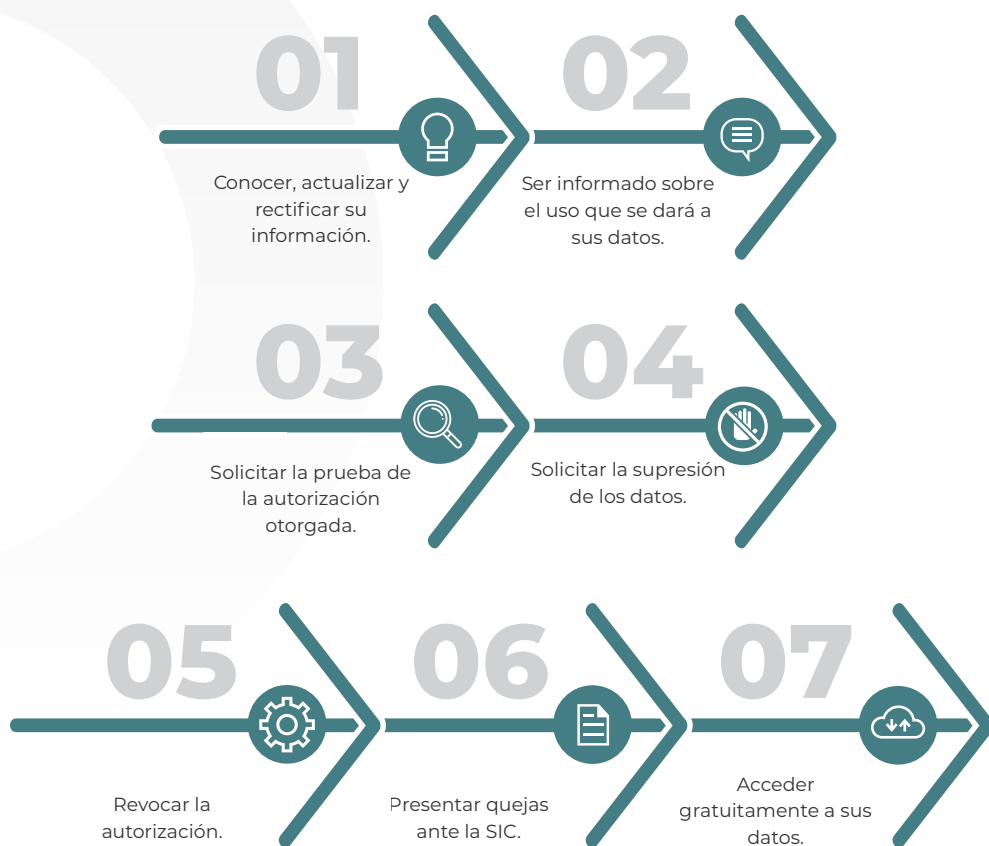 01
Conocer, actualizar y
rectificar su
información.
02
Ser informado sobre
el uso que se dará a
sus datos.
03
Solicitar la prueba de
la autorización
otorgada.
04
Solicitar la supresión
de los datos.
05
Revocar la
autorización.
06
Presentar quejas
ante la SIC.
07
Acceder
gratuitamente a sus
datos.